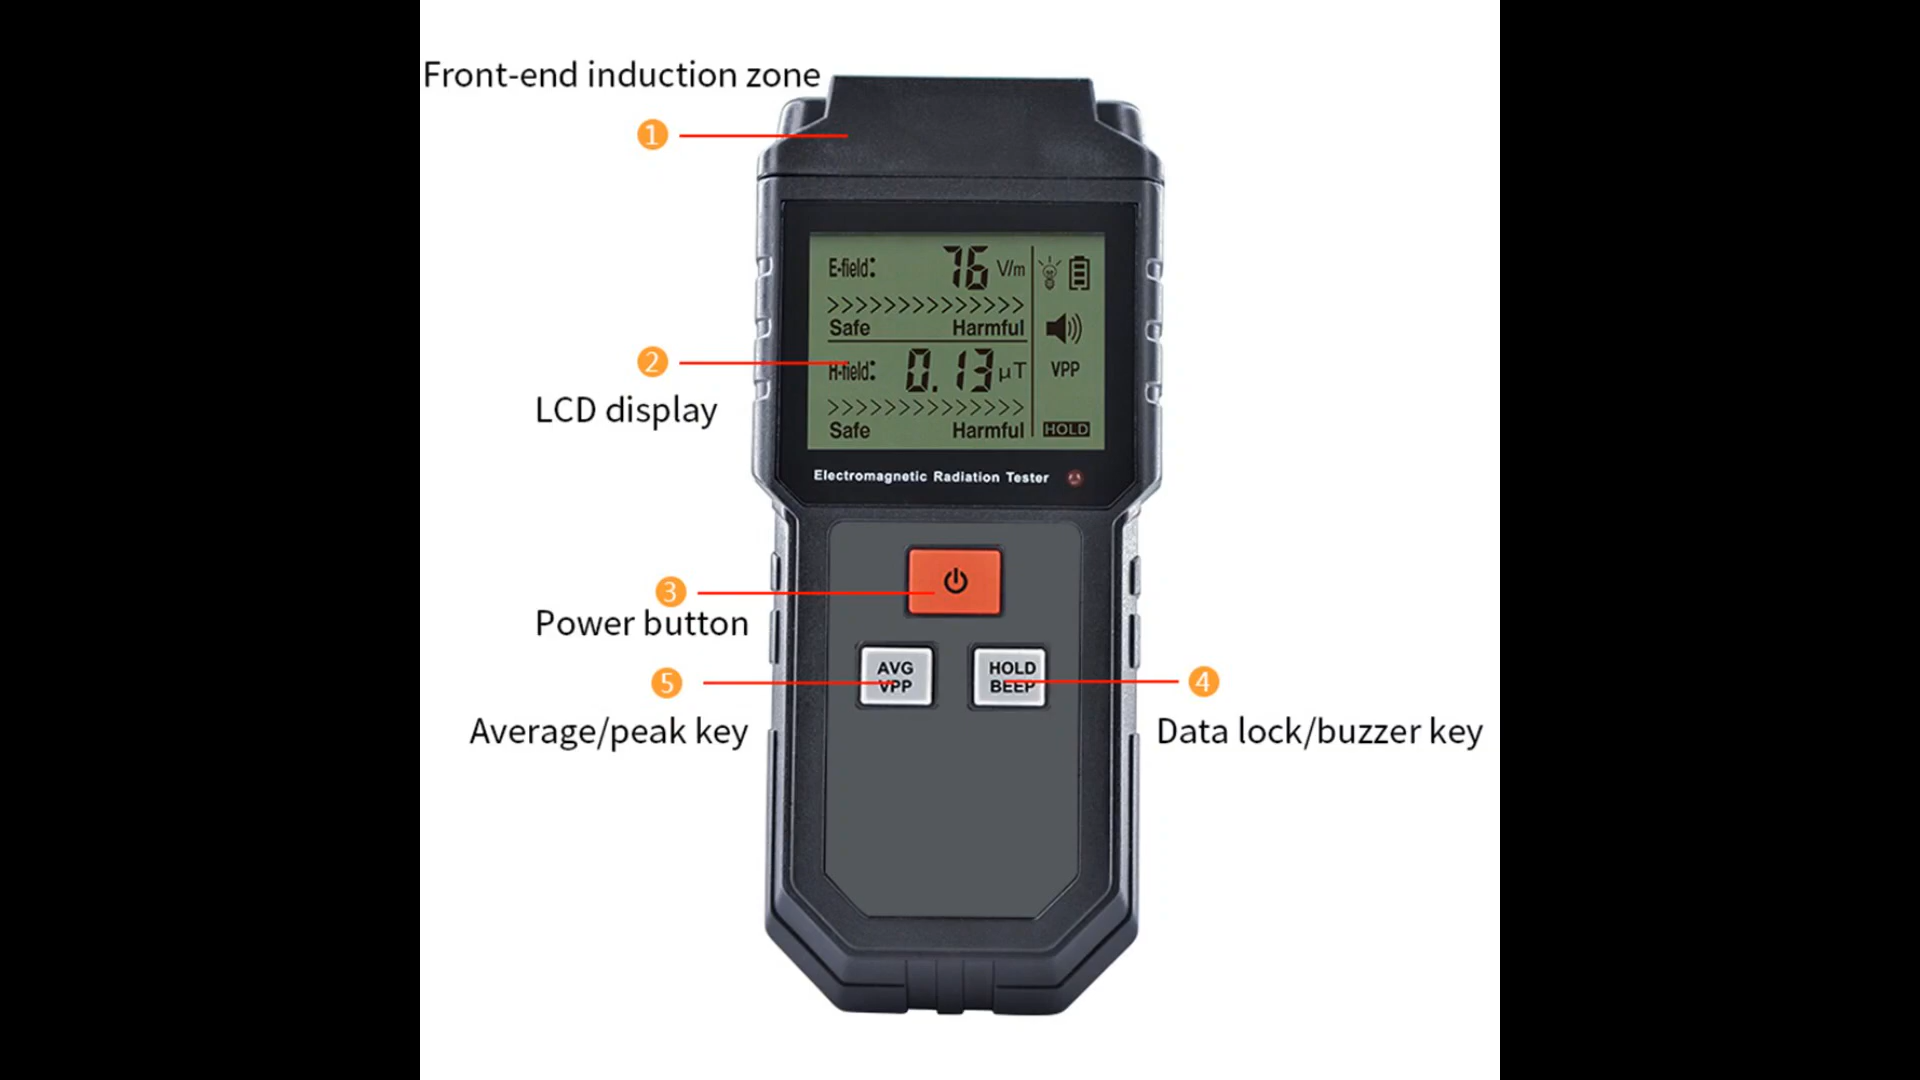 Front-end induction zone
1
E-field: 76 V/m
Safe Harmful
2
H-field: 0.13 µT
VPP
LCD display
Safe Harmful HOLD
Electromagnetic Radiation Tester
3
Power button
AVG
VPP
HOLD
BEEP
5
4
Average/peak key
Data lock/buzzer key